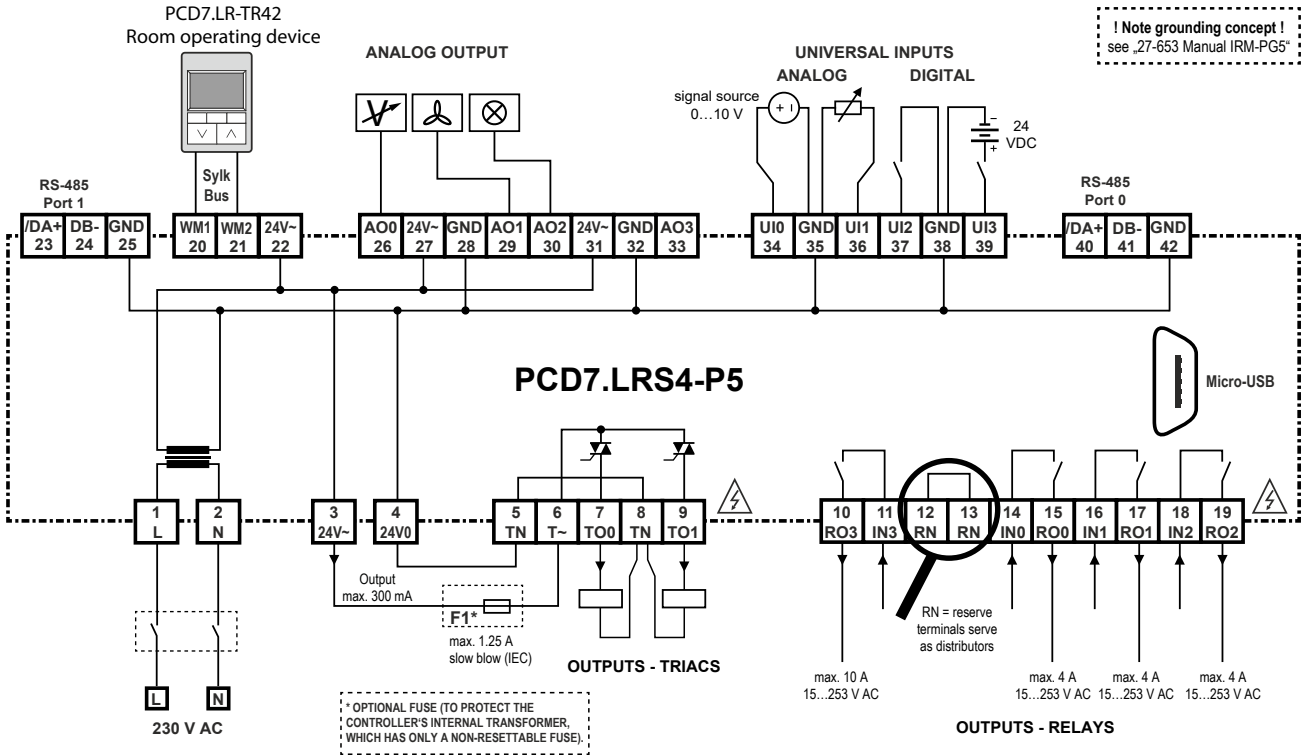 PCD7.LR-TR42
Room operating device
ANALOG OUTPUT
UNIVERSAL INPUTS
ANALOG DIGITAL
! Note grounding concept !
see „27-653 Manual IRM-PG5“
signal source
0…10 V
24
VDC
Sylk
Bus
RS-485
Port 1
RS-485
Port 0
/DA+ DB- GND WM1 WM2 24V~ AO0 24V~ GND AO1 AO2 24V~ GND AO3 UI0 GND UI1 UI2 GND UI3 /DA+ DB- GND
23 24 25 20 21 22 26 27 28 29 30 31 32 33 34 35 36 37 38 39 40 41 42
PCD7.LRS4-P5
Micro-USB
1 2 3 4 5 6 7 8 9 10 11 12 13 14 15 16 17 18 19
L N 24V~ 24V0 TN T~ TO0 TN TO1 RO3 IN3 RN RN IN0 RO0 IN1 RO1 IN2 RO2
Output
max. 300 mA
F1*
max. 1.25 A
slow blow (IEC)
OUTPUTS - TRIACS
RN = reserve
terminals serve
as distributors
max. 10 A
15…253 V AC
max. 4 A
15…253 V AC
max. 4 A
15…253 V AC
max. 4 A
15…253 V AC
OUTPUTS - RELAYS
L N
230 V AC
* OPTIONAL FUSE (TO PROTECT THE
CONTROLLER'S INTERNAL TRANSFORMER,
WHICH HAS ONLY A NON-RESETTABLE FUSE).